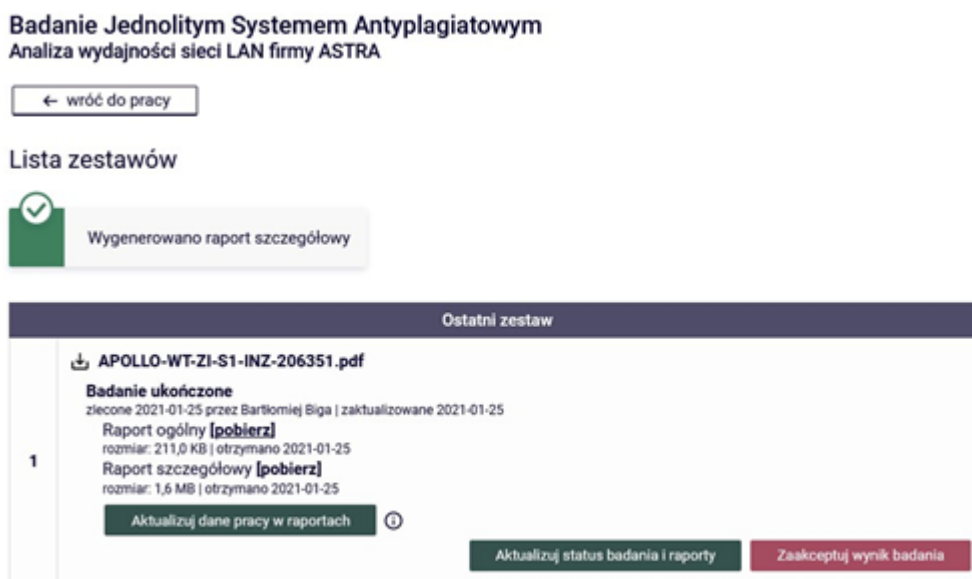 Badanie Jednolitym Systemem Antyplagiatowym
Analiza wydajności sieci LAN firmy ASTRA
← wróć do pracy
Lista zestawów
Wygenerowano raport szczegółowy
Ostatni zestaw
APOLLO-WT-ZI-S1-INZ-206351.pdf
Badanie ukończone
zlecone 2021-01-25 przez Bartłomiej Biga | zaktualizowane 2021-01-25
Raport ogólny [pobierz]
rozmiar: 211,0 KB | otrzymano 2021-01-25
1
Raport szczegółowy [pobierz]
rozmiar: 1,6 MB | otrzymano 2021-01-25
Aktualizuj dane pracy w raportach
Aktualizuj status badania i raporty Zaakceptuj wynik badania